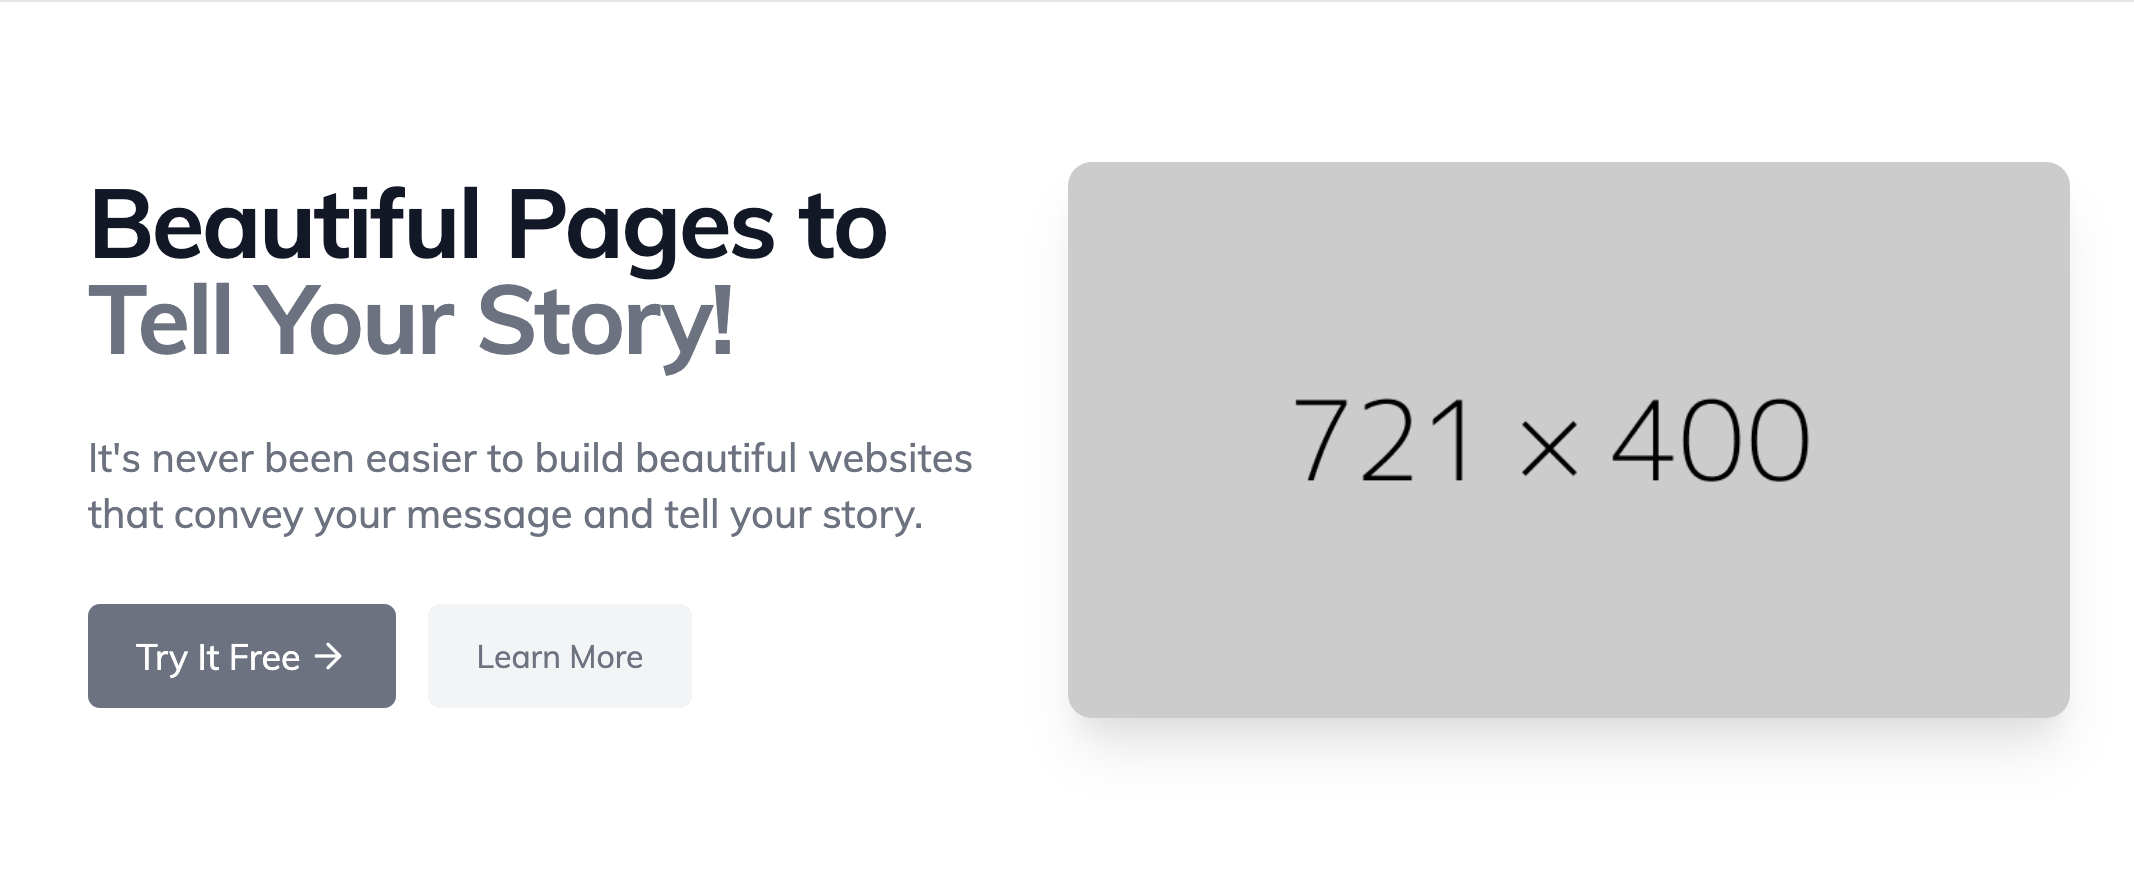 Beautiful Pages to
Tell Your Story!
It's never been easier to build beautiful websites
that convey your message and tell your story.
Try It Free →
Learn More
721 × 400